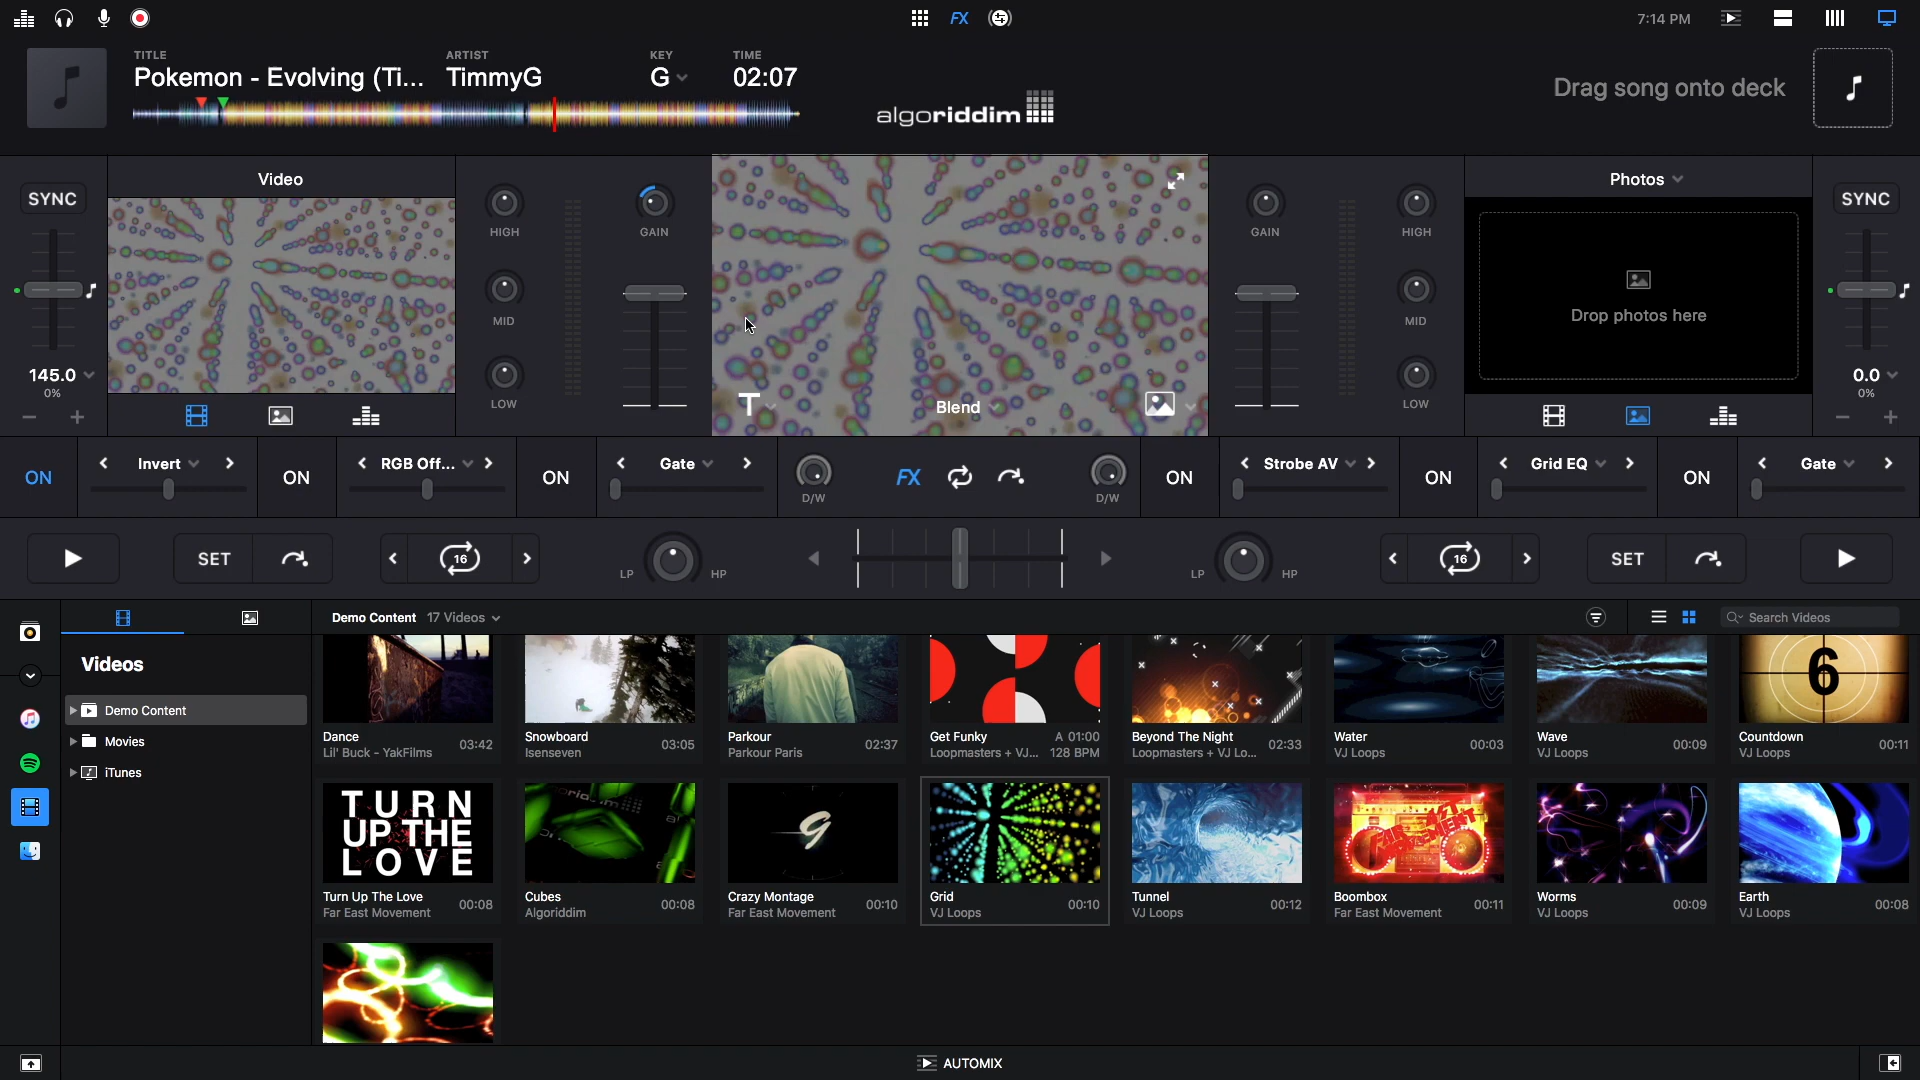 7:14 PM
FX
TITLE
ARTIST
KEY
TIME
Pokemon - Evolving (Ti...
TimmyG
G
02:07
algoriddim
Drag song onto deck
SYNC
Video
HIGH
GAIN
MID
LOW
145.0
0%
T
Blend
GAIN
HIGH
MID
LOW
Photos
Drop photos here
SYNC
0.0
0%
ON
Invert
ON
RGB Off...
ON
Gate
D/W
FX
D/W
ON
Strobe AV
ON
Grid EQ
ON
Gate
SET
16
LP
HP
LP
HP
16
SET
Demo Content 17 Videos
Search Videos
Videos
Demo Content
Movies
iTunes
Dance
Lil' Buck - YakFilms
03:42
Snowboard
Isenseven
03:05
Parkour
Parkour Paris
02:37
Get Funky
A 01:00
Loopmasters + VJ...
128 BPM
Beyond The Night
Loopmasters + VJ Lo...
02:33
Water
VJ Loops
00:03
Wave
VJ Loops
00:09
6
Countdown
VJ Loops
00:11
TURN
UP THE
LOVE
Turn Up The Love
Far East Movement
00:08
Cubes
Algoriddim
00:08
Crazy Montage
Far East Movement
00:10
Grid
VJ Loops
00:10
Tunnel
VJ Loops
00:12
Boombox
Far East Movement
00:11
Worms
VJ Loops
00:09
Earth
VJ Loops
00:08
AUTOMIX